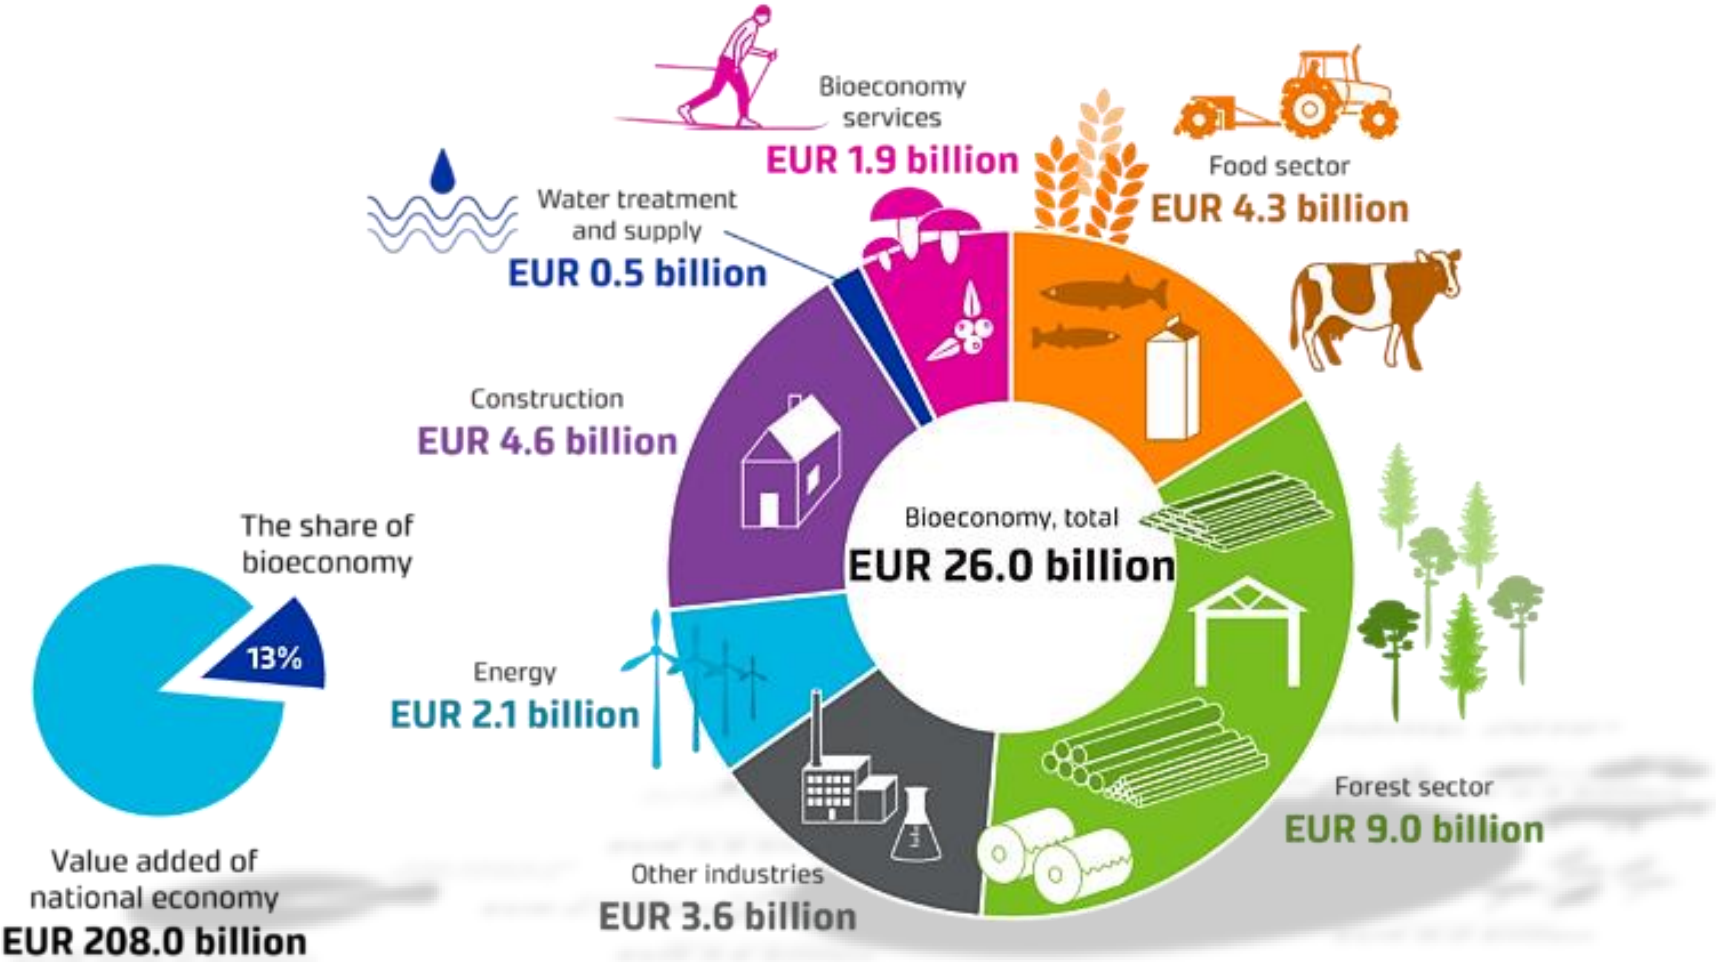 Bioeconomy
services
EUR 1.9 billion
Food sector
EUR 4.3 billion
Water treatment
and supply
EUR 0.5 billion
Construction
EUR 4.6 billion
Bioeconomy, total
EUR 26.0 billion
The share of
bioeconomy
13%
Energy
EUR 2.1 billion
Forest sector
EUR 9.0 billion
Value added of
national economy
EUR 208.0 billion
Other industries
EUR 3.6 billion